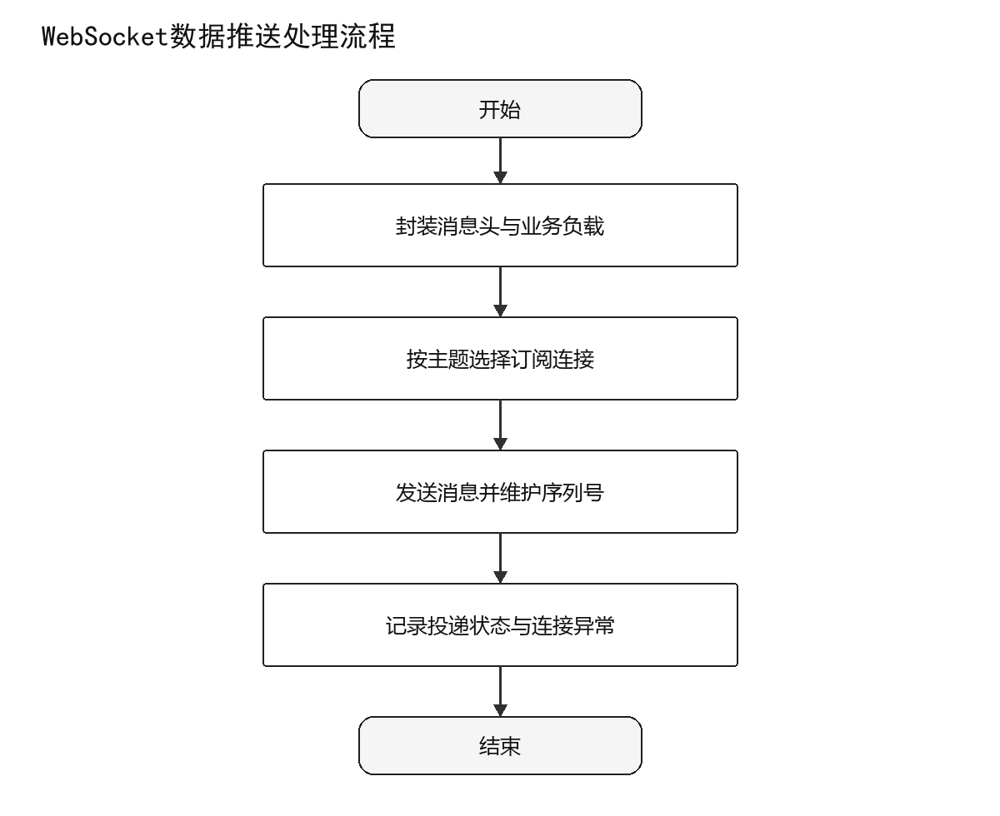 WebSocket数据推送处理流程
开始
封装消息头与业务负载
按主题选择订阅连接
发送消息并维护序列号
记录投递状态与连接异常
结束